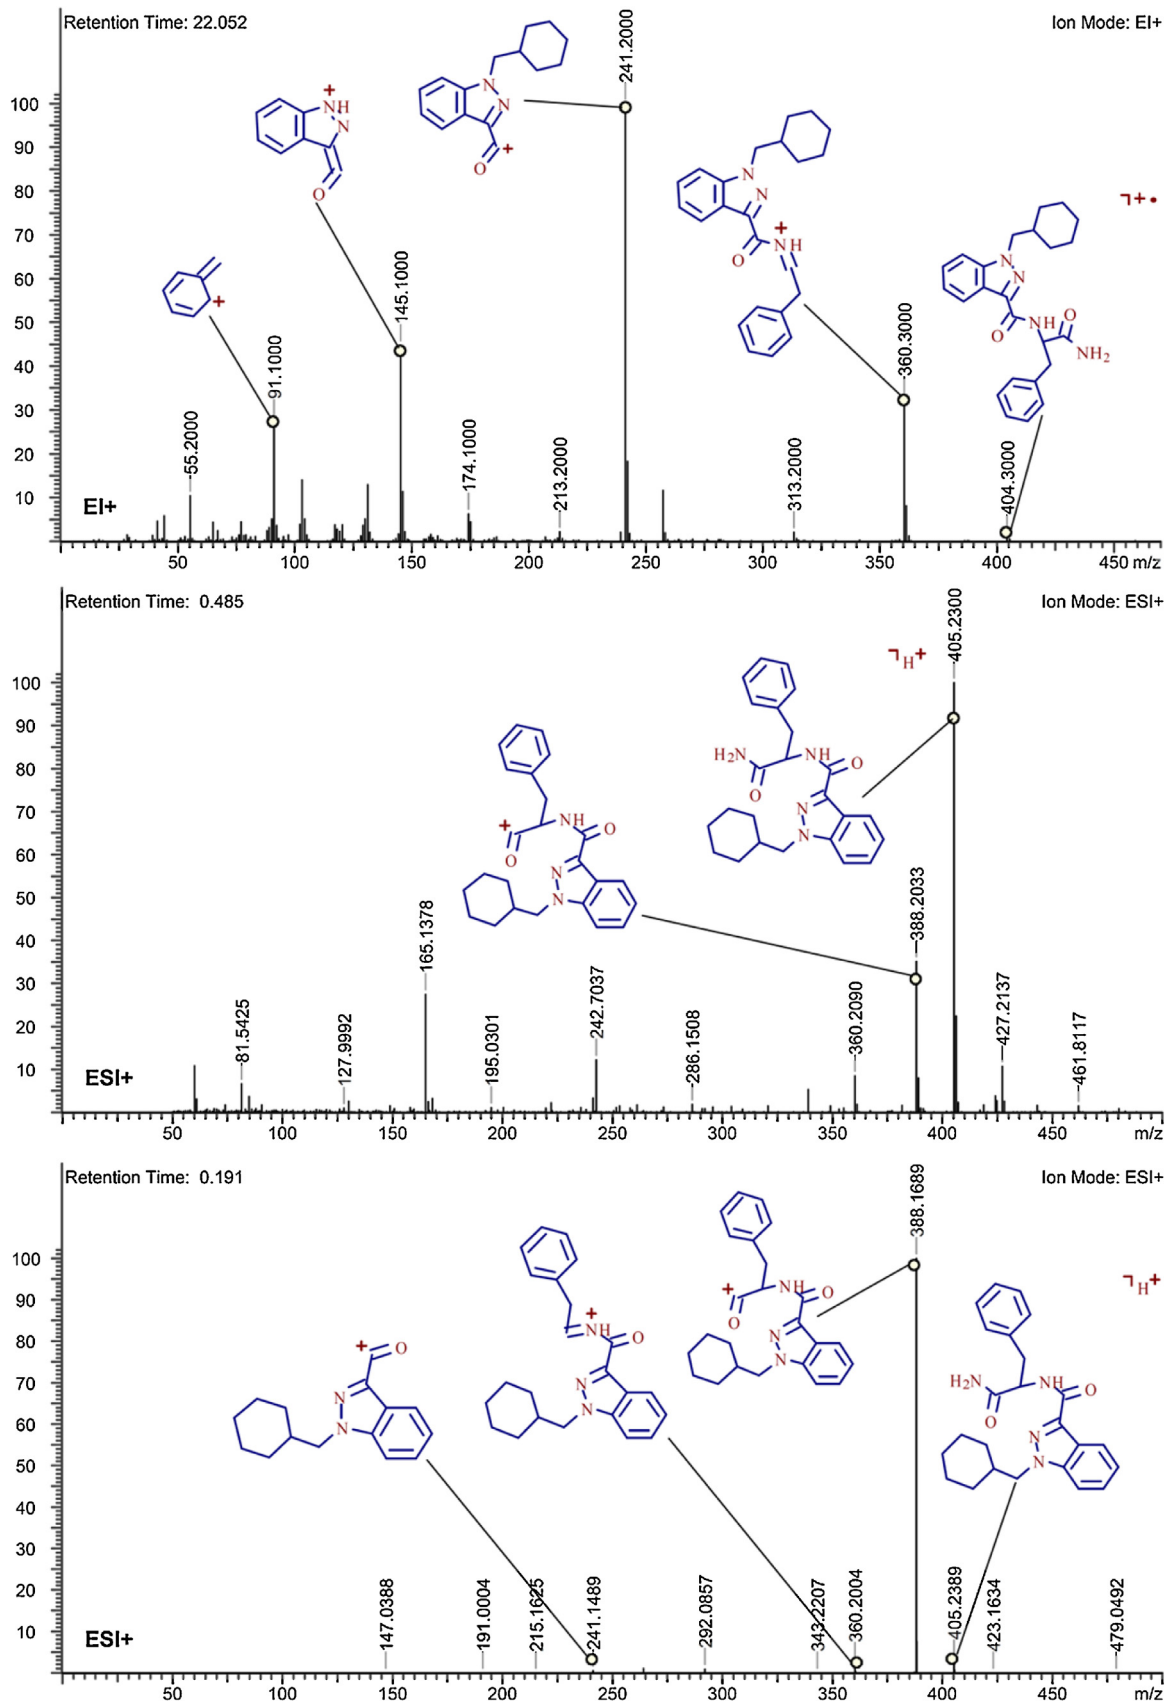 Retention Time: 22.052
Ion Mode: EI+
100
90
80
70
60
50
40
30
20
10
EI+
55.2000
91.1000
145.1000
174.1000
213.2000
241.2000
313.2000
360.3000
404.3000
+
+
NH
N
O
N
N
O
+
N
N
O
+
NH
N
N
O
NH
O
NH2
¬+•
50
100
150
200
250
300
350
400
450 m/z
Retention Time: 0.485
Ion Mode: ESI+
100
90
80
70
60
50
40
30
20
10
ESI+
81.5425
127.9992
165.1378
195.0301
242.7037
286.1508
360.2090
388.2033
405.2300
427.2137
461.8117
+
O
NH
O
N
N
H2N
O
NH
O
N
N
¬H+
50
100
150
200
250
300
350
400
450
m/z
Retention Time: 0.191
Ion Mode: ESI+
100
90
80
70
60
50
40
30
20
10
ESI+
147.0388
191.0004
215.1625
241.1489
292.0857
343.2207
360.2004
388.1689
405.2389
423.1634
479.0492
+
O
N
N
+
NH
O
N
N
+
O
NH
O
N
N
H2N
O
NH
O
N
N
¬H+
50
100
150
200
250
300
350
400
450
m/z